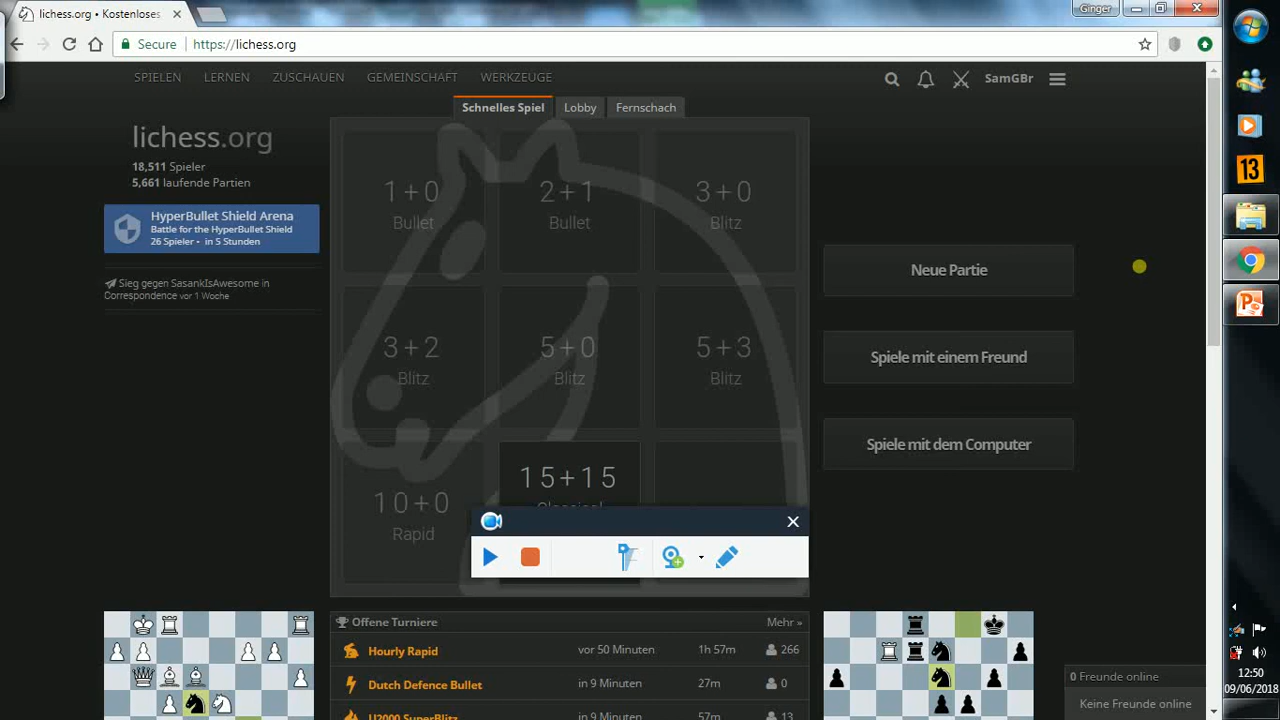 lichess.org • Kostenloses
Ginger
Secure
https://lichess.org
SPIELEN
LERNEN
ZUSCHAUEN
GEMEINSCHAFT
WERKZEUGE
SamGBr
Schnelles Spiel
Lobby
Fernschach
lichess.org
18,511 Spieler
5,661 laufende Partien
HyperBullet Shield Arena
Battle for the HyperBullet Shield
26 Spieler • in 5 Stunden
Sieg gegen SasankIsAwesome in
Correspondence vor 1 Woche
1+0
Bullet
2+1
Bullet
3+0
Blitz
3+2
Blitz
5+0
Blitz
5+3
Blitz
10+0
Rapid
15+15
Classical
Neue Partie
Spiele mit einem Freund
Spiele mit dem Computer
Offene Turniere
Mehr »
Hourly Rapid
vor 50 Minuten
1h 57m
266
Dutch Defence Bullet
in 9 Minuten
27m
0
U2000 SuperBlitz
in 9 Minuten
57m
13
0 Freunde online
Keine Freunde online
13
12:50
09/06/2018